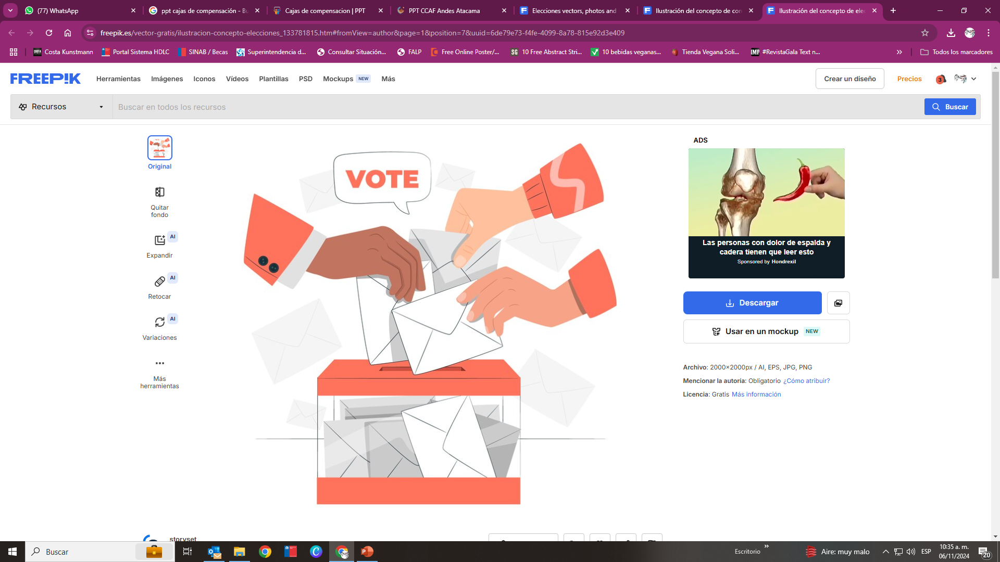 (77) WhatsApp
ppt cajas de compensación - Bu
Cajas de compensacion | PPT
PPT CCAF Andes Atacama
Elecciones vectors, photos and
Ilustración del concepto de con
Ilustración del concepto de elec
freepik.es/vector-gratis/ilustracion-concepto-elecciones_133781815.htm#fromView=author&page=1&position=7&uuid=6de79e73-f4fe-4099-8a78-815e92d3e409
Costa Kunstmann
Portal Sistema HDLC
SINAB / Becas
Superintendencia d...
Consultar Situación...
FALP
Free Online Poster/...
SG 10 Free Abstract Stri...
10 bebidas veganas...
Tienda Vegana Soli...
IMP #RevistaGala Text n...
Todos los marcadores
FREEPIK
Herramientas
Imágenes
Iconos
Vídeos
Plantillas
PSD
Mockups NEW
Más
Crear un diseño
Precios
3
Recursos
Buscar en todos los recursos
Buscar
Original
Quitar
fondo
AI
Expandir
AI
Retocar
AI
Variaciones
Más
herramientas
VOTE
ADS
Las personas con dolor de espalda y
cadera tienen que leer esto
Sponsored by Hondrexil
Descargar
Usar en un mockup NEW
Archivo: 2000×2000px / AI, EPS, JPG, PNG
Mencionar la autoría: Obligatorio ¿Cómo atribuir?
Licencia: Gratis Más información
storyset
Buscar
Escritorio
Aire: muy malo
ESP
10:35 a. m.
06/11/2024
20